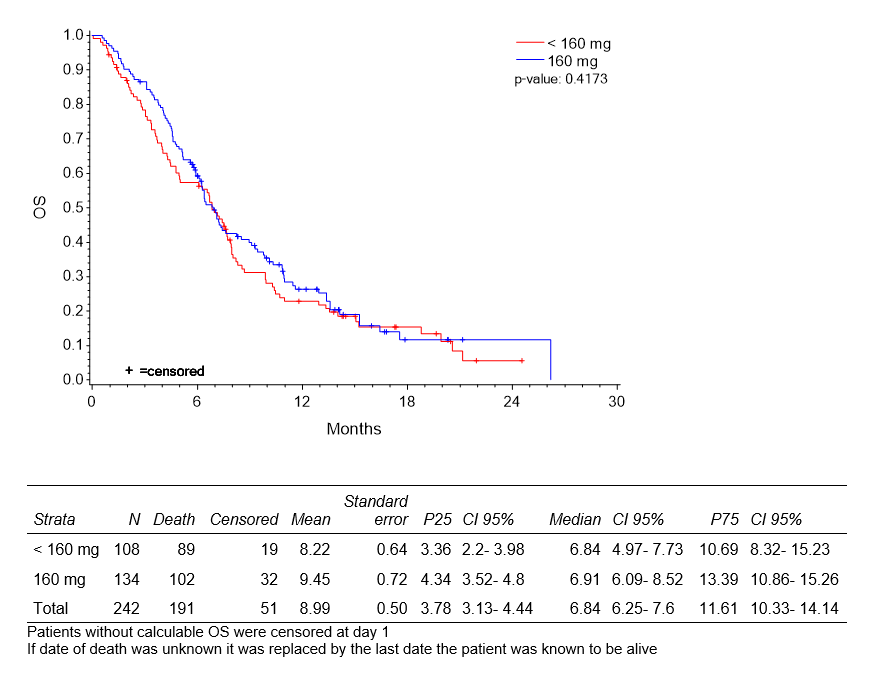 1.0
< 160 mg
160 mg
p-value: 0.4173
0.9
0.8
0.7
0.6
0.5
OS
0.4
0.3
0.2
0.1
+ =censored
0.0
0 6 12 18 24 30
Months
Standard
Strata N Death Censored Mean error P25 CI 95% Median CI 95% P75 CI 95%
< 160 mg 108 89 19 8.22 0.64 3.36 2.2- 3.98 6.84 4.97- 7.73 10.69 8.32- 15.23
160 mg 134 102 32 9.45 0.72 4.34 3.52- 4.8 6.91 6.09- 8.52 13.39 10.86- 15.26
Total 242 191 51 8.99 0.50 3.78 3.13- 4.44 6.84 6.25- 7.6 11.61 10.33- 14.14
Patients without calculable OS were censored at day 1
If date of death was unknown it was replaced by the last date the patient was known to be alive